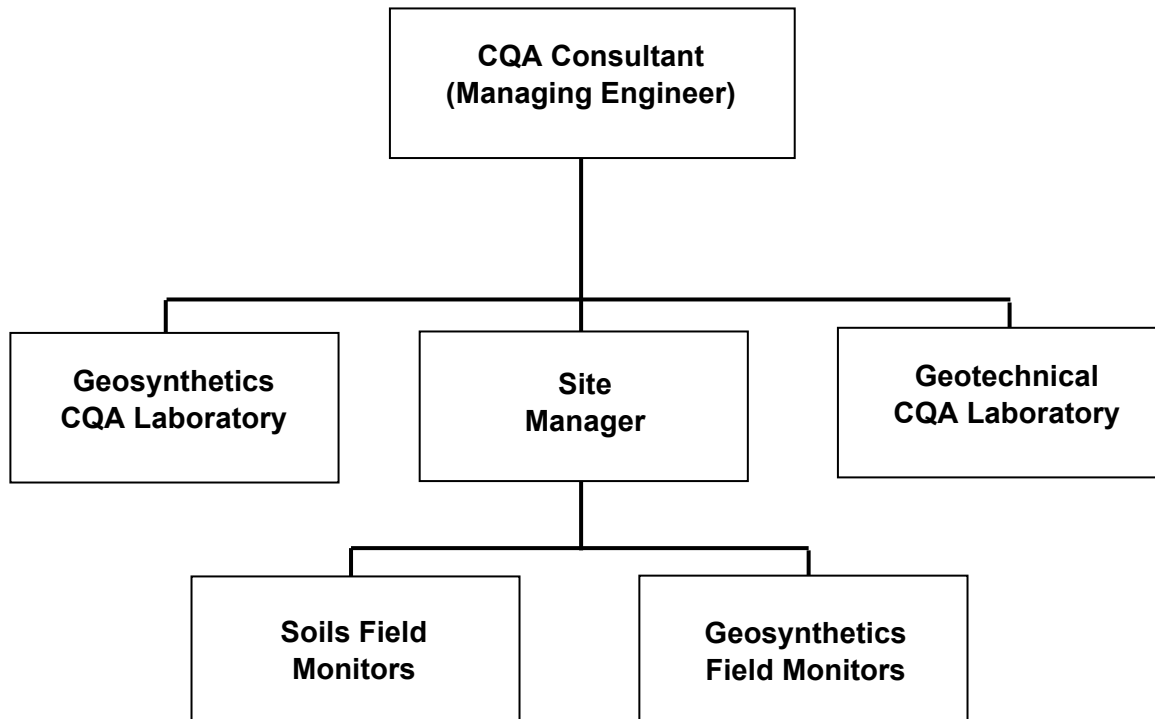 CQA Consultant
(Managing Engineer)
Geosynthetics
CQA Laboratory
Site
Manager
Geotechnical
CQA Laboratory
Soils Field
Monitors
Geosynthetics
Field Monitors